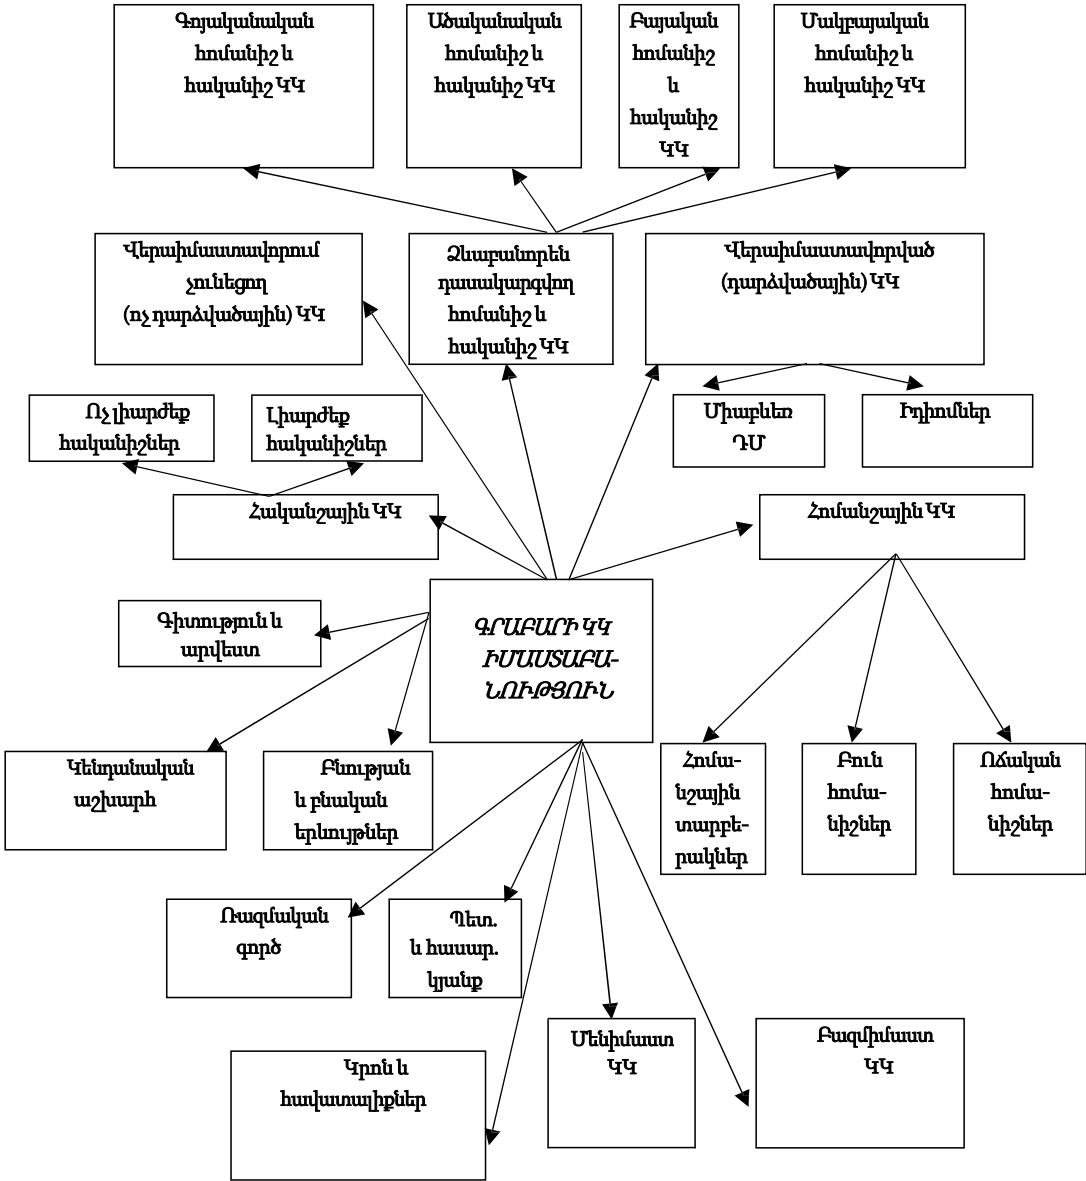 Գոյականական
հոմանիշ և
հականիշ ԿԿ
Ածականական
հոմանիշ և
հականիշ ԿԿ
Բայական
հոմանիշ
և
հականիշ
ԿԿ
Մակբայական
հոմանիշ և
հականիշ ԿԿ
Վերաիմաստավորում
չունեցող
(ոչ դարձվածային) ԿԿ
Ձևաբանորեն
դասակարգվող
հոմանիշ և
հականիշ ԿԿ
Վերաիմաստավորված
(դարձվածային) ԿԿ
Ոչ լիարժեք
հականիշներ
Լիարժեք
հականիշներ
Միաբևեռ
ԴՄ
Իդիոմներ
Հականշային ԿԿ
Հոմանշային ԿԿ
Գիտություն և
արվեստ
ԳՐԱԲԱՐԻ ԿԿ
ԻՄԱՍՏԱԲԱ-
ՆՈՒԹՅՈՒՆ
Կենդանական
աշխարհ
Բնության
և բնական
երևույթներ
Հոմա-
նշային
տարբե-
րակներ
Բուն
հոմա-
նիշներ
Ոճական
հոմա-
նիշներ
Ռազմական
գործ
Պետ.
և հասար.
կյանք
Մենիմաստ
ԿԿ
Բազմիմաստ
ԿԿ
Կրոն և
հավատալիքներ